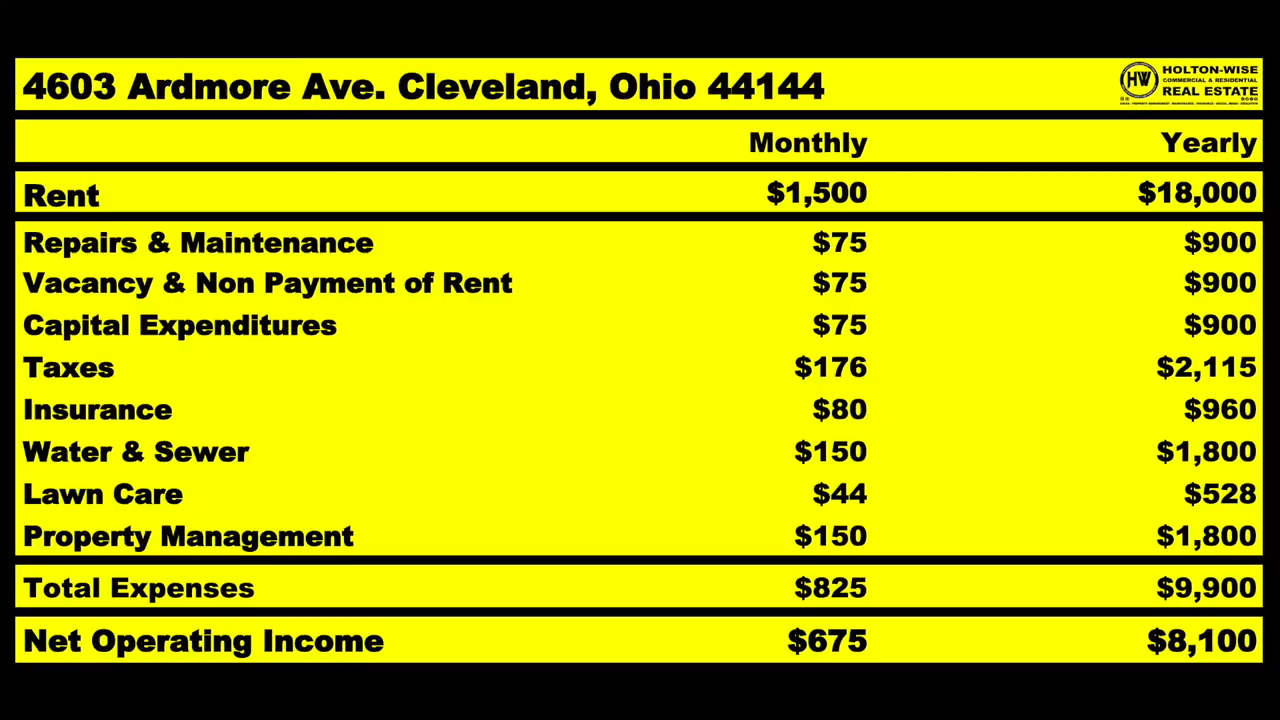 4603 Ardmore Ave. Cleveland, Ohio 44144
HW
HOLTON-WISE
COMMERCIAL & RESIDENTIAL
REAL ESTATE
Monthly Yearly
Rent $1,500 $18,000
Repairs & Maintenance $75 $900
Vacancy & Non Payment of Rent $75 $900
Capital Expenditures $75 $900
Taxes $176 $2,115
Insurance $80 $960
Water & Sewer $150 $1,800
Lawn Care $44 $528
Property Management $150 $1,800
Total Expenses $825 $9,900
Net Operating Income $675 $8,100